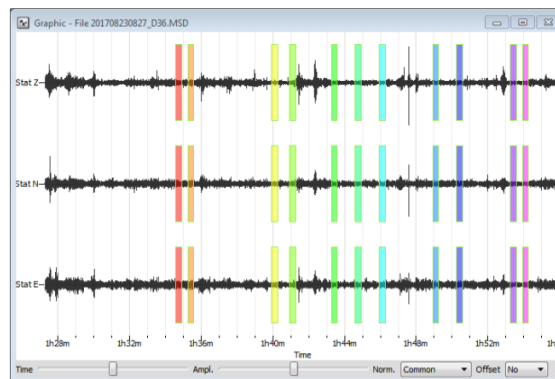 Graphic - File 201708230827_D36.MSD
Stat Z
Stat N
Stat E
1h28m 1h32m 1h36m 1h40m 1h44m 1h48m 1h52m
Time
Time Ampl. Norm. Common Offset No